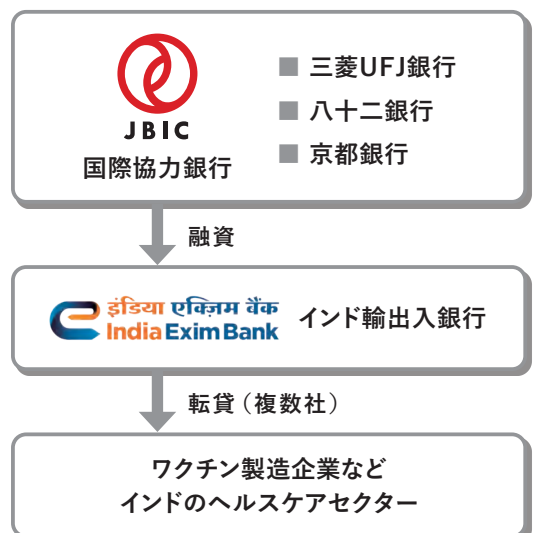 JBIC
国際協力銀行
■ 三菱UFJ銀行
■ 八十二銀行
■ 京都銀行
融資
इंडिया एक्ज़िम बैंक
India Exim Bank
インド輸出入銀行
転貸（複数社）
ワクチン製造企業など
インドのヘルスケアセクター